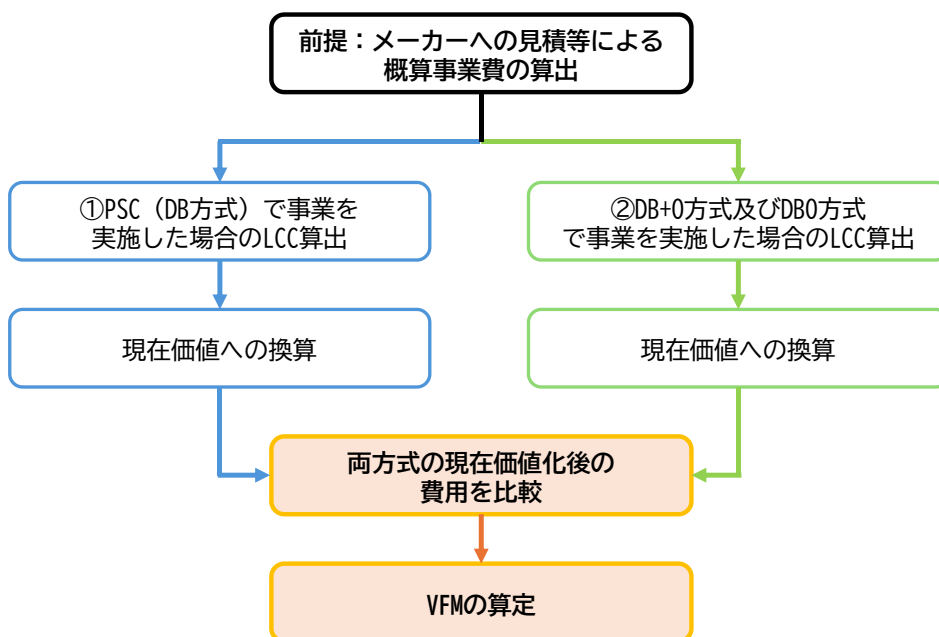 前提：メーカーへの見積等による
概算事業費の算出
①PSC（DB方式）で事業を
実施した場合のLCC算出
②DB+O方式及びDBO方式
で事業を実施した場合のLCC算出
現在価値への換算
現在価値への換算
両方式の現在価値化後の
費用を比較
VFMの算定